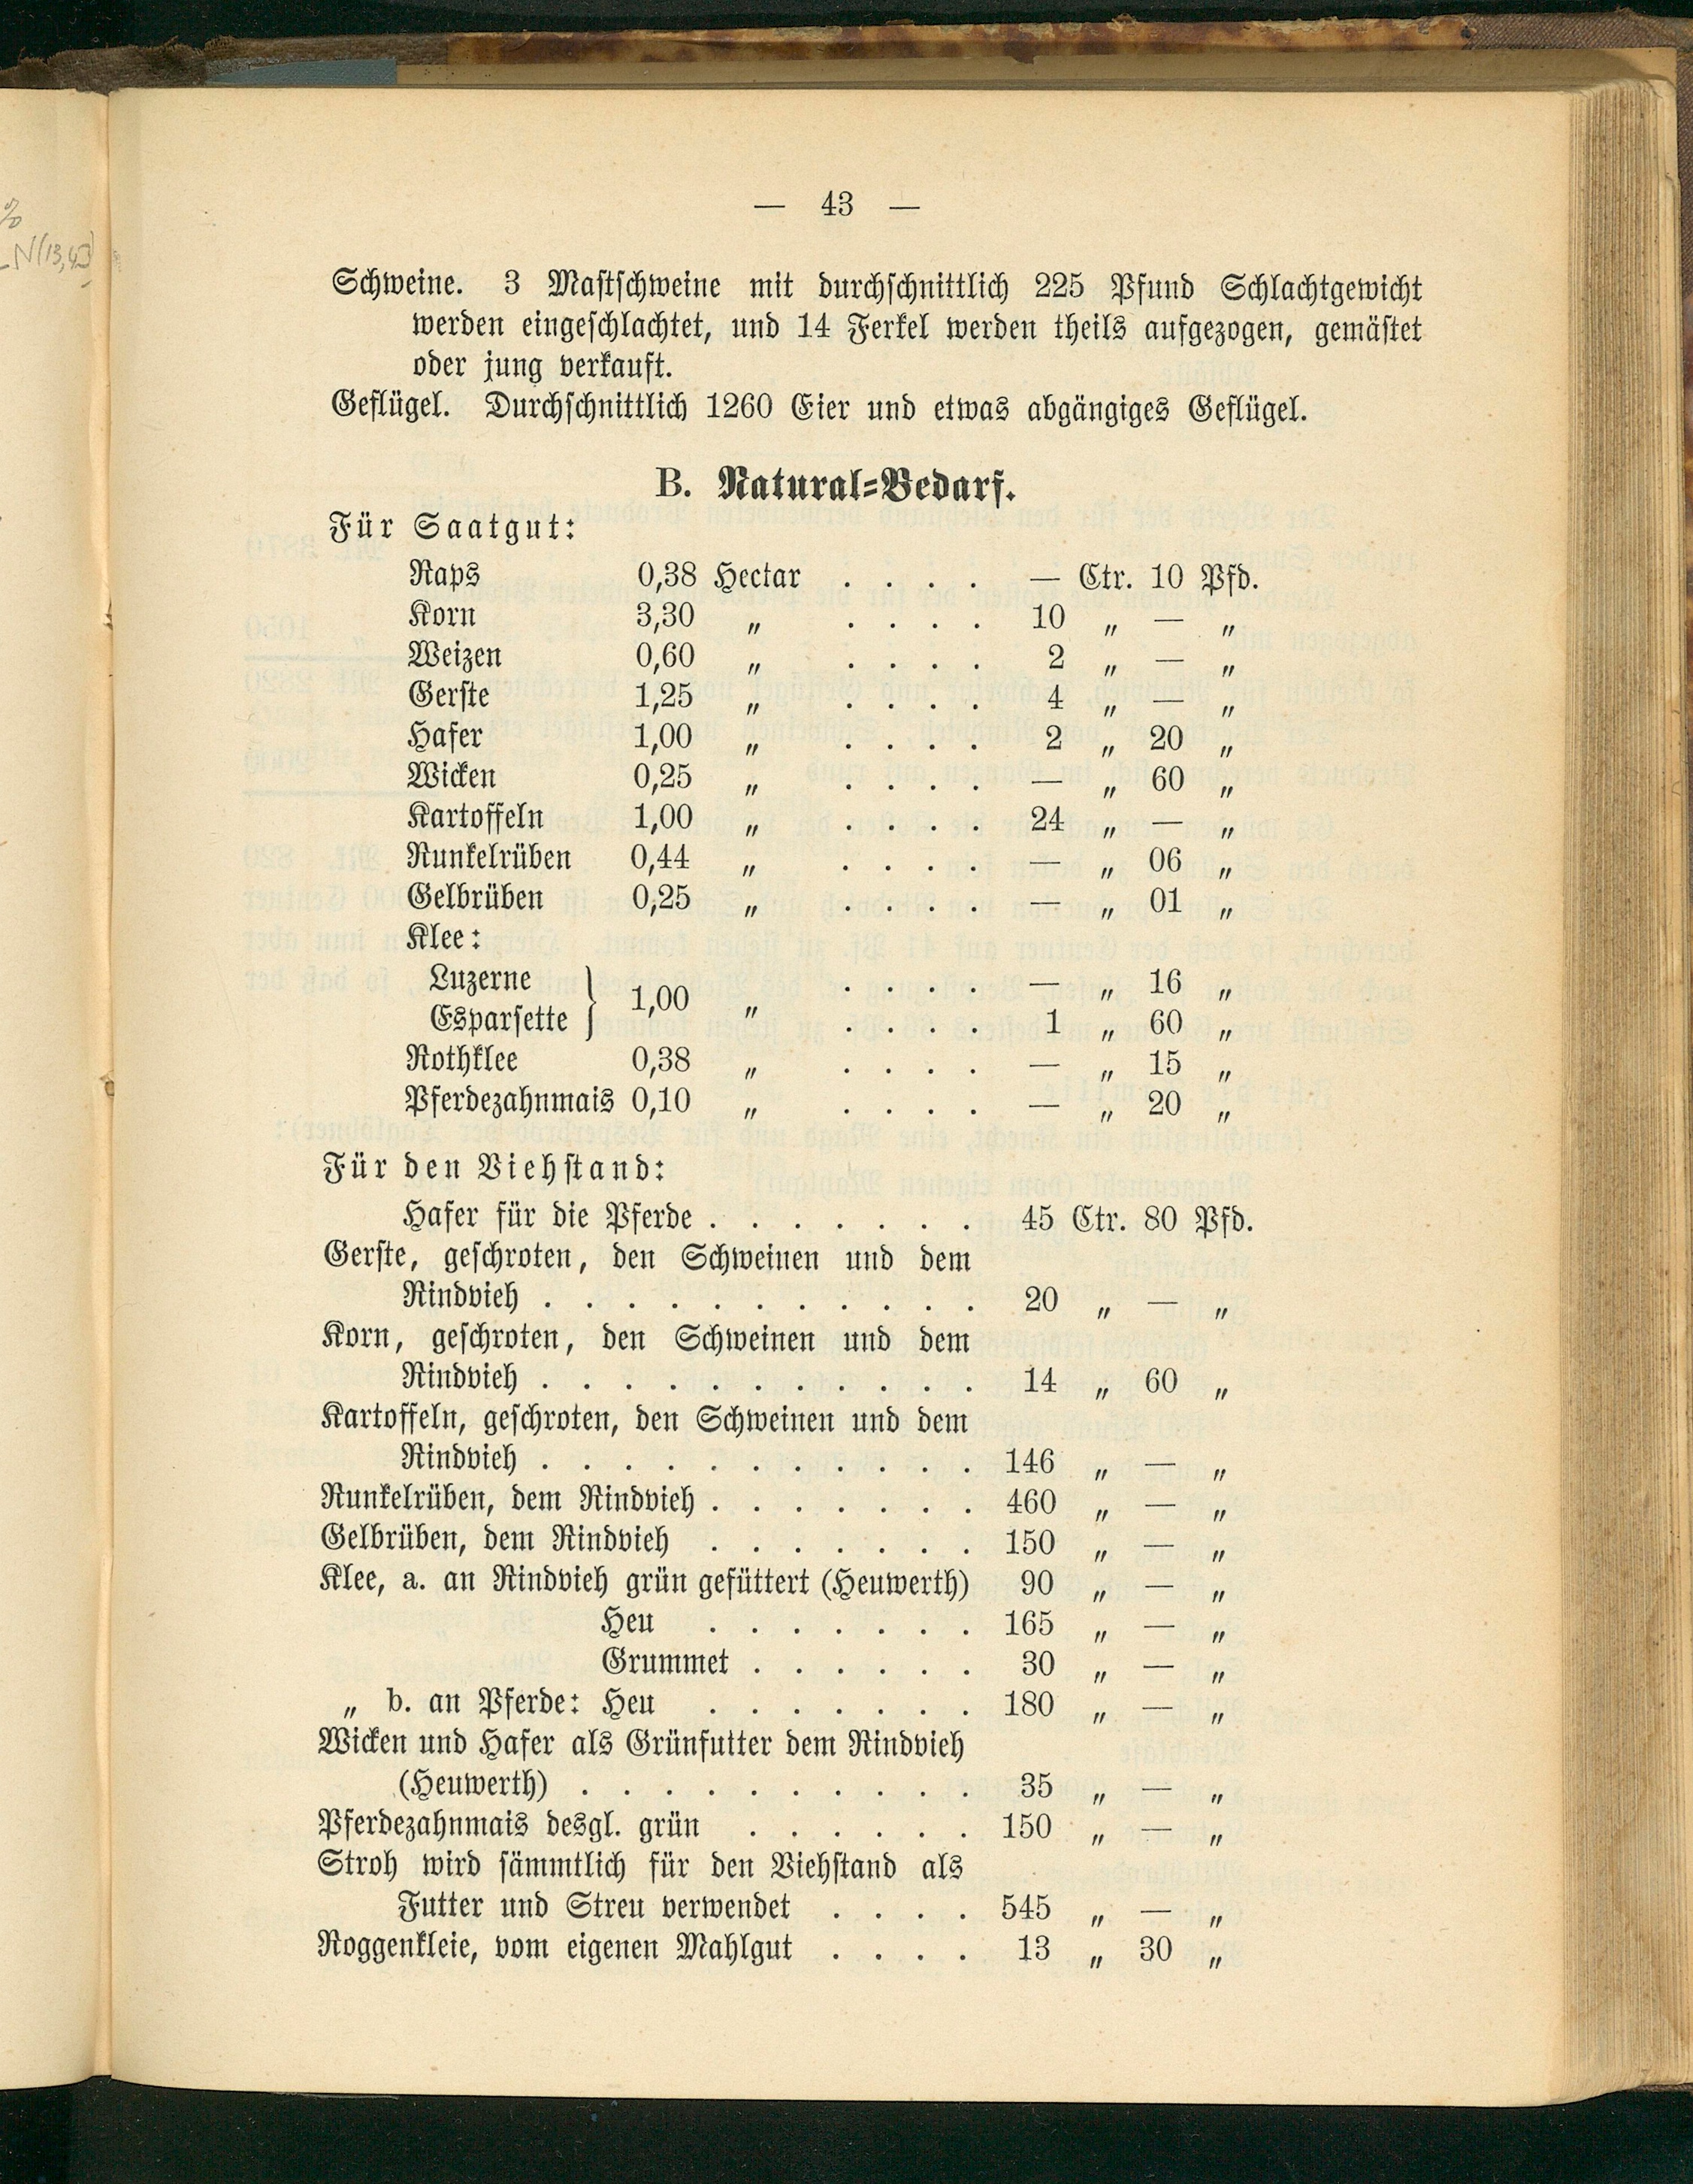 %
N(13,43)
— 43 —
Schweine. 3 Mastschweine mit durchschnittlich 225 Pfund Schlachtgewicht
werden eingeschlachtet, und 14 Ferkel werden theils aufgezogen, gemästet
oder jung verkauft.
Geflügel. Durchschnittlich 1260 Eier und etwas abgängiges Geflügel.
B. Natural=Bedarf.
Für Saatgut:
Raps 0,38 Hectar . . . . — Ctr. 10 Pfd.
Korn 3,30 „ . . . . 10 „ — „
Weizen 0,60 „ . . . . 2 „ — „
Gerste 1,25 „ . . . . 4 „ — „
Hafer 1,00 „ . . . . 2 „ 20 „
Wicken 0,25 „ . . . . — „ 60 „
Kartoffeln 1,00 „ . . . . 24 „ — „
Runkelrüben 0,44 „ . . . . — „ 06 „
Gelbrüben 0,25 „ . . . . — „ 01 „
Klee:
Luzerne . . . . — „ 16 „
} 1,00 „
Esparsette . . . . 1 „ 60 „
Rothklee 0,38 „ . . . . — „ 15 „
Pferdezahnmais 0,10 „ . . . . — „ 20 „
Für den Viehstand:
Hafer für die Pferde . . . . . . . 45 Ctr. 80 Pfd.
Gerste, geschroten, den Schweinen und dem
Rindvieh . . . . . . . . . . . 20 „ — „
Korn, geschroten, den Schweinen und dem
Rindvieh . . . . . . . . . . . 14 „ 60 „
Kartoffeln, geschroten, den Schweinen und dem
Rindvieh . . . . . . . . . . . 146 „ — „
Runkelrüben, dem Rindvieh . . . . . . . 460 „ — „
Gelbrüben, dem Rindvieh . . . . . . . 150 „ — „
Klee, a. an Rindvieh grün gefüttert (Heuwerth) 90 „ — „
Heu . . . . . . . 165 „ — „
Grummet . . . . . . 30 „ — „
„ b. an Pferde: Heu . . . . . . . 180 „ — „
Wicken und Hafer als Grünfutter dem Rindvieh
(Heuwerth) . . . . . . . . . . 35 „ — „
Pferdezahnmais desgl. grün . . . . . . 150 „ — „
Stroh wird sämmtlich für den Viehstand als
Futter und Streu verwendet . . . . 545 „ — „
Roggenkleie, vom eigenen Mahlgut . . . . 13 „ 30 „